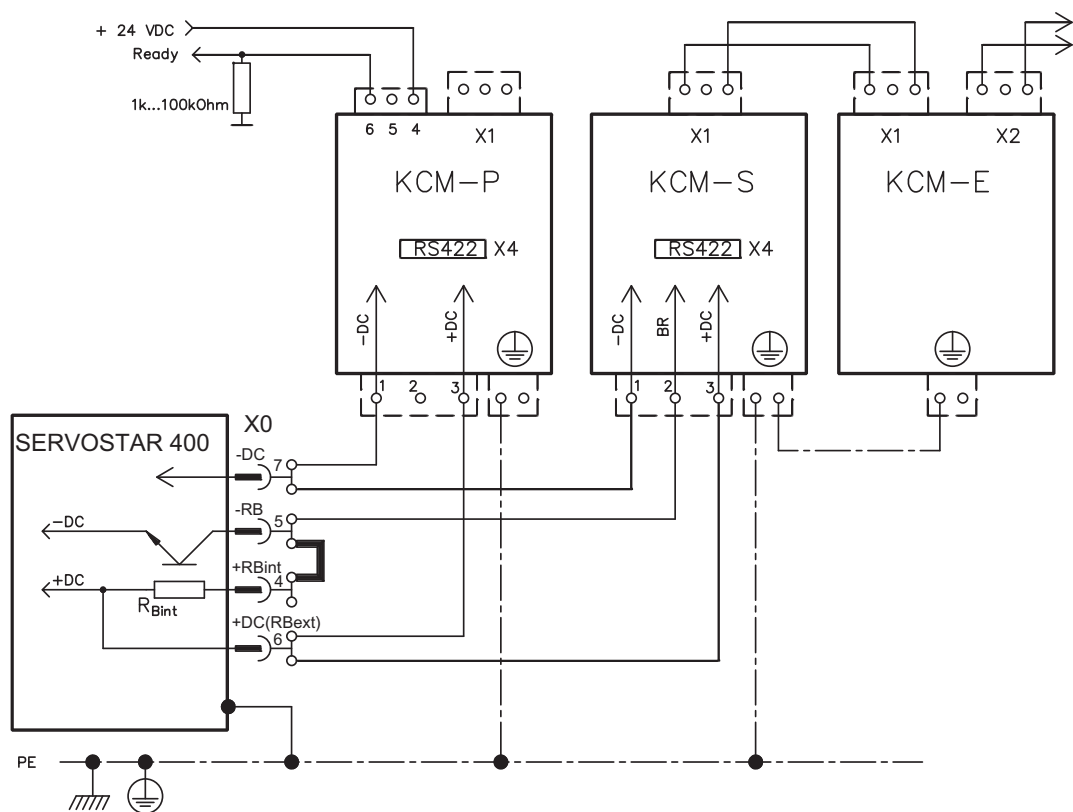 + 24 VDC
Ready
1k...100kOhm
6 5 4
X1
X1
X1
X2
KCM-P
KCM-S
KCM-E
RS422 X4
RS422 X4
-DC
+DC
-DC
BR
+DC
1 2 3
1 2 3
SERVOSTAR 400
X0
-DC
7
-DC
-RB
5
+DC
RBint
+RBint
4
+DC(RBext)
6
PE